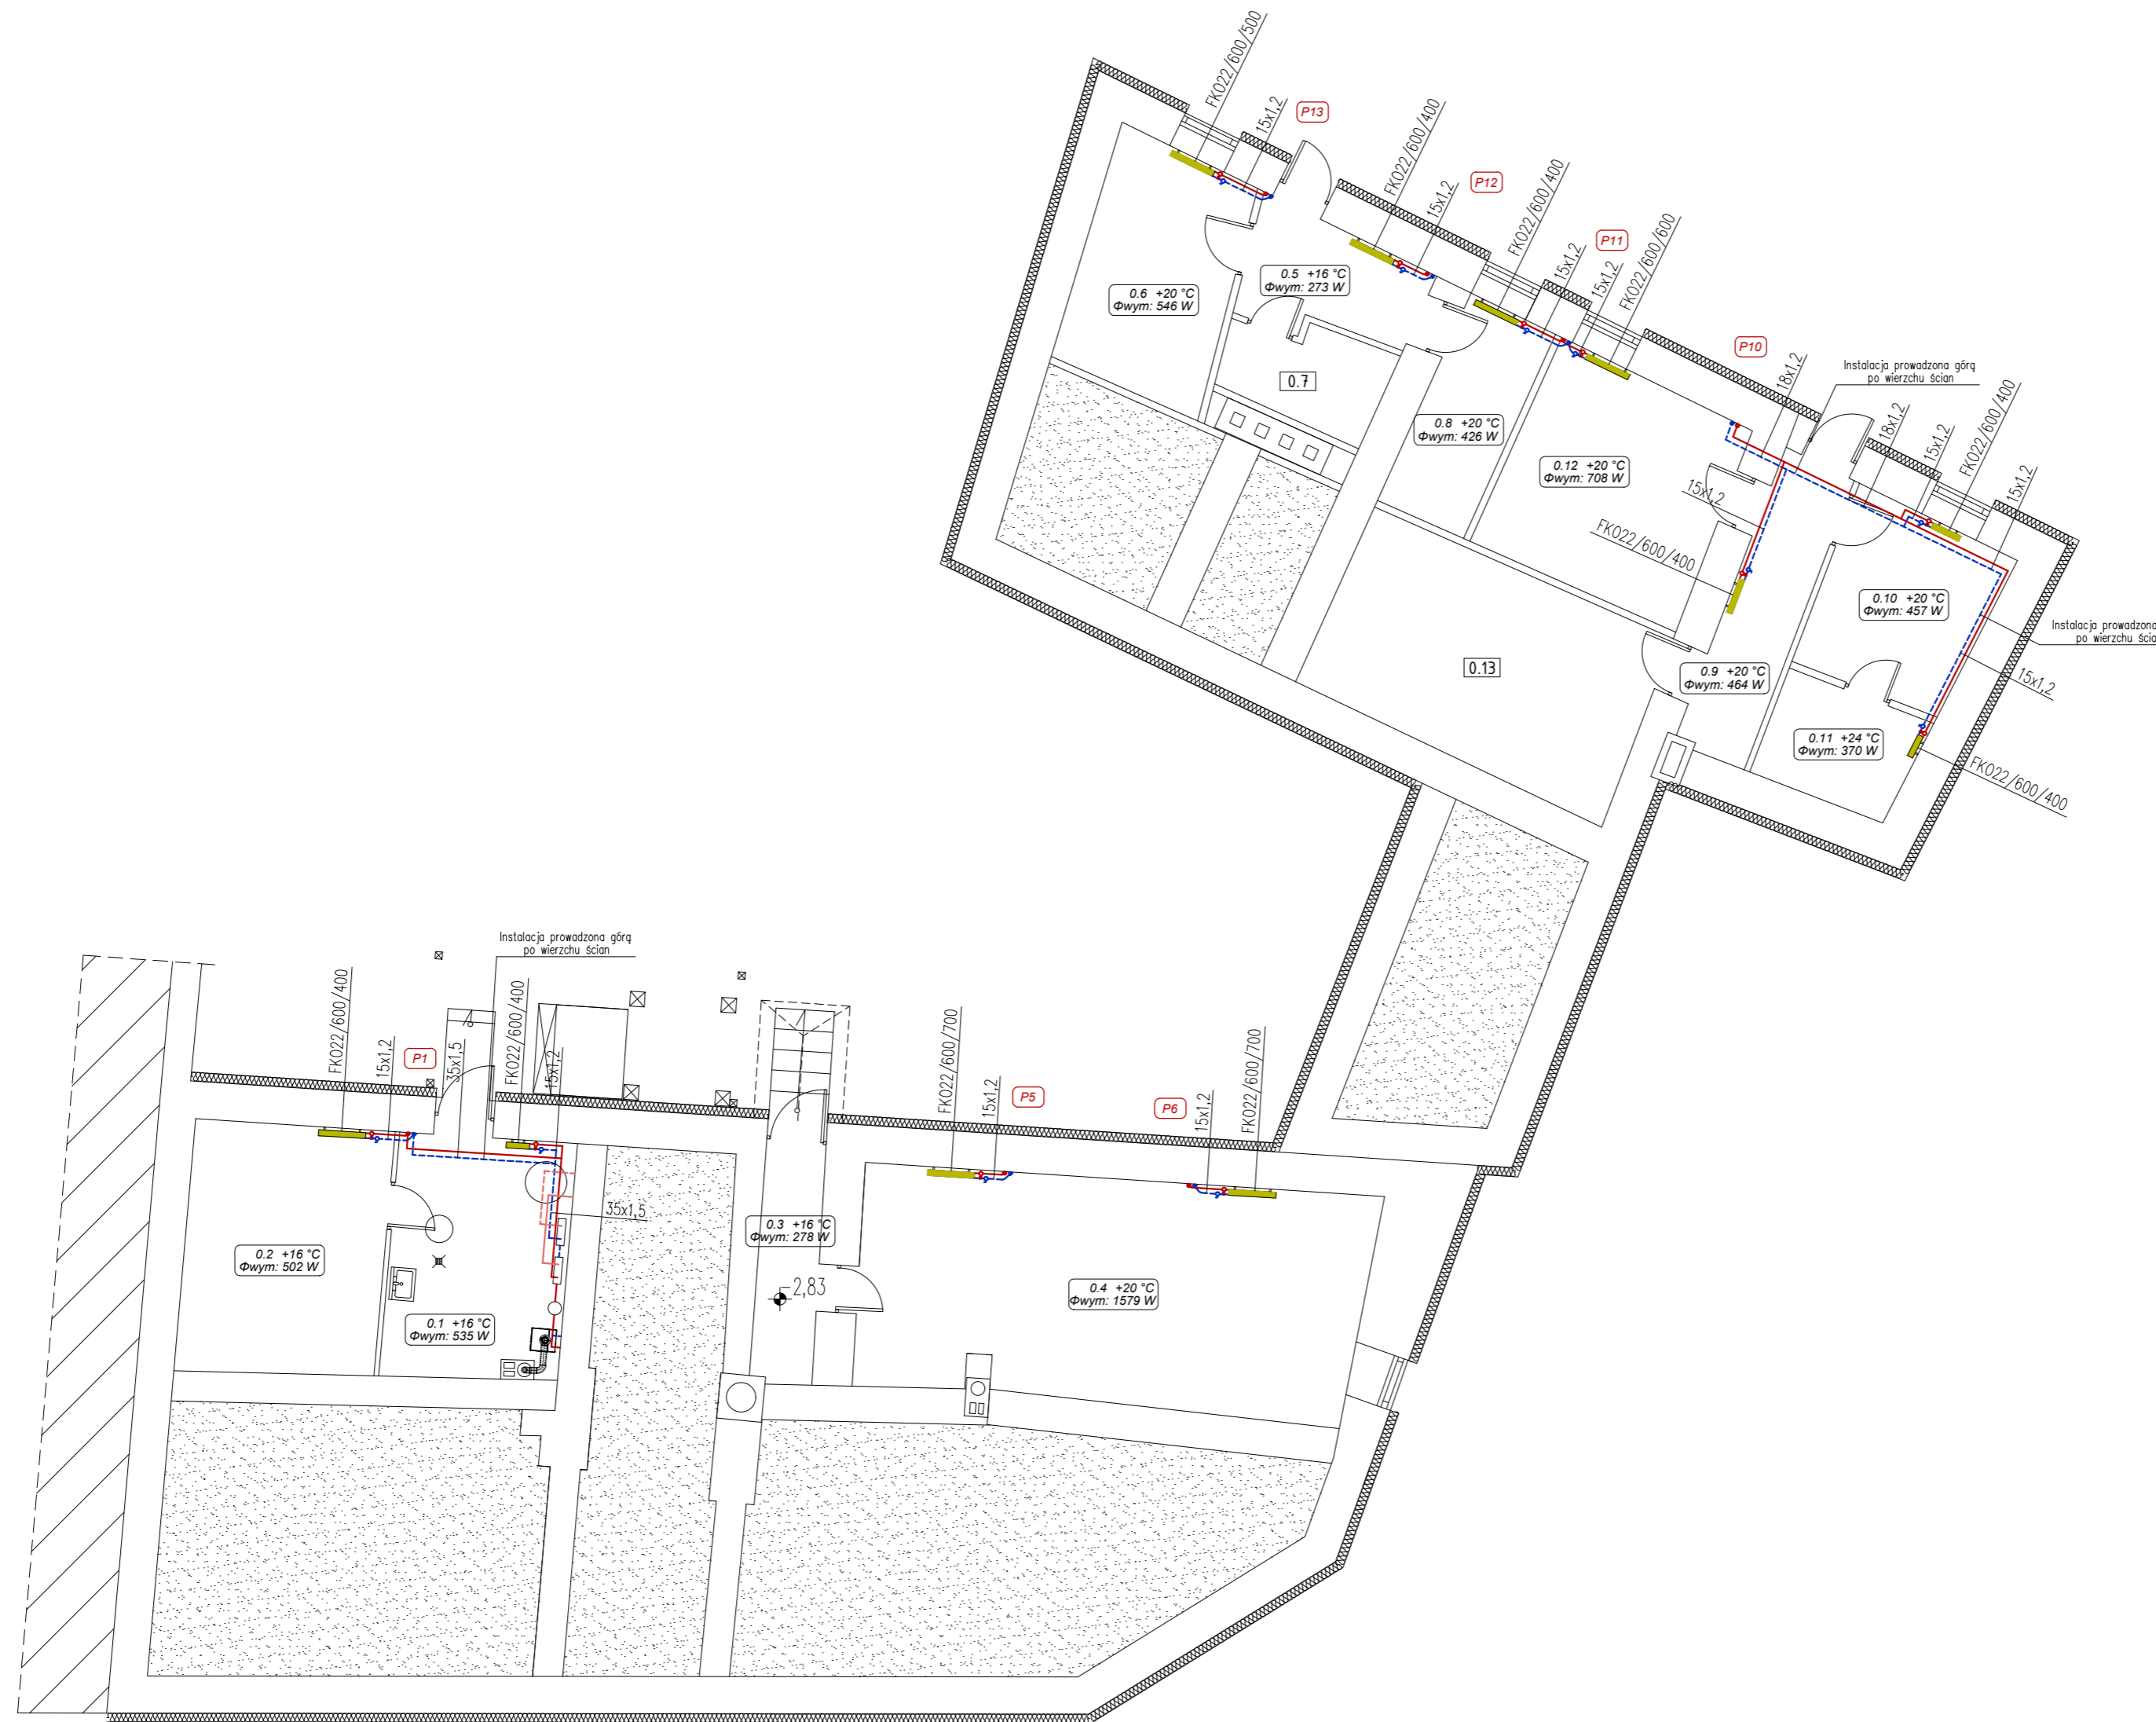 FKO22/600/500
15x1,2
P13
FKO22/600/400
15x1,2
P12
FKO22/600/400
15x1,2
P11
15x1,2
FKO22/600/600
0.5 +16 °C
Φwym: 273 W
0.6 +20 °C
Φwym: 546 W
P10
18x1,2
Instalacja prowadzona górą
po wierzchu ścian
0.7
18x1,2
15x1,2
FKO22/600/400
15x1,2
0.8 +20 °C
Φwym: 426 W
0.12 +20 °C
Φwym: 708 W
15x1,2
FKO22/600/400
0.10 +20 °C
Φwym: 457 W
Instalacja prowadzona
po wierzchu ścia
0.13
0.9 +20 °C
Φwym: 464 W
15x1,2
0.11 +24 °C
Φwym: 370 W
FKO22/600/400
Instalacja prowadzona górą
po wierzchu ścian
FKO22/600/400
15x1,2
P1
35x1,5
FKO22/600/400
15x1,2
FKO22/600/700
15x1,2
P5
P6
15x1,2
FKO22/600/700
35x1,5
0.3 +16 °C
Φwym: 278 W
0.2 +16 °C
Φwym: 502 W
-2,83
0.4 +20 °C
Φwym: 1579 W
0.1 +16 °C
Φwym: 535 W